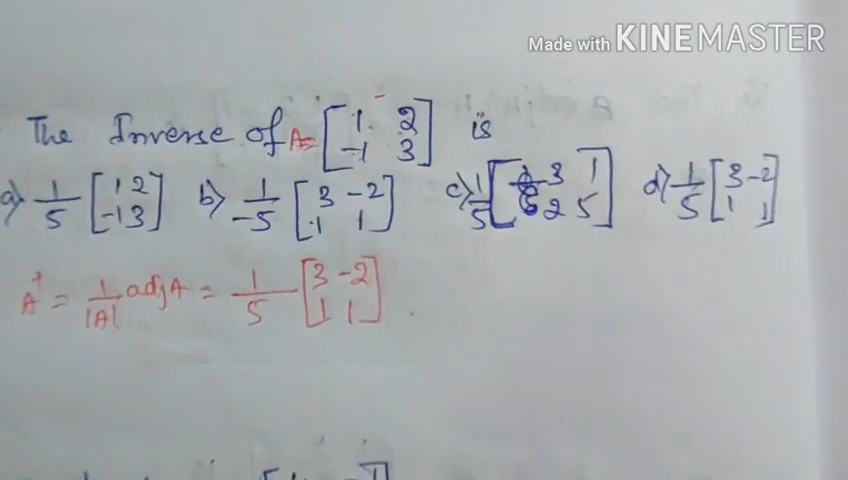 Made with KINEMASTER
The Inverse of A= [1 2
-1 3] is
a) 1/5 [1 2
-1 3] b) 1/-5 [3 -2
1 1] c) 1/5 [3 1
2 5] d) 1/5 [3 -2
1 1]
A⁻¹ = 1/|A| adj A = 1/5 [3 -2
1 1]